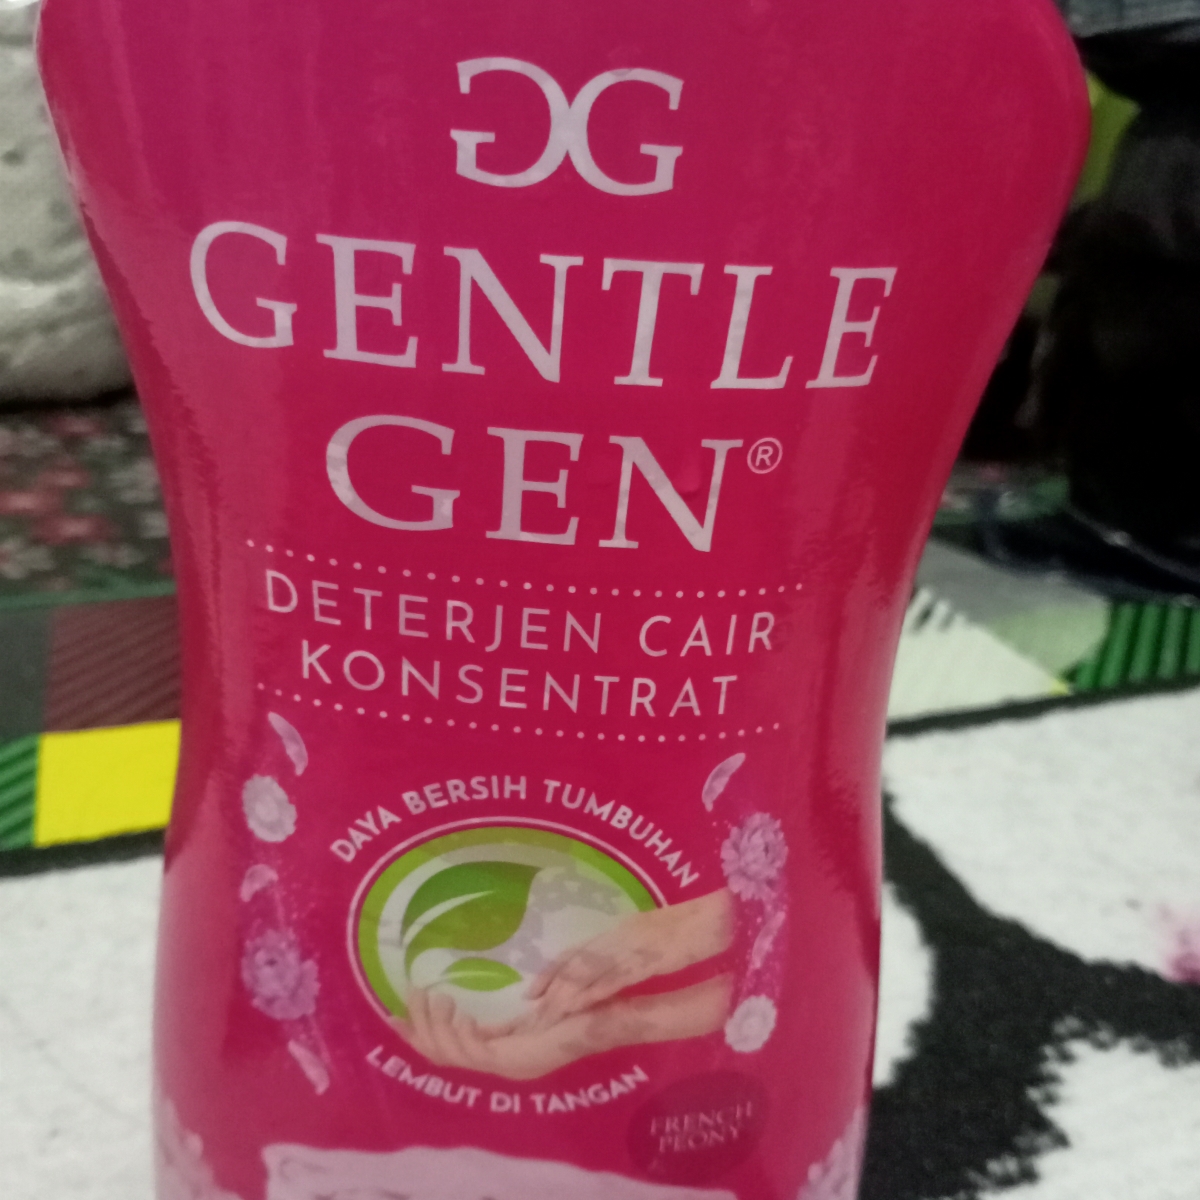 GG
GENTLE
GEN®
DETERJEN CAIR
KONSENTRAT
DAYA BERSIH TUMBUHAN
LEMBUT DI TANGAN
FRENCH
PEONY